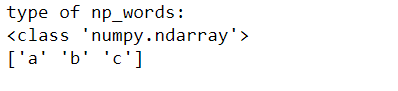 type of np_words:
<class 'numpy.ndarray'>
['a' 'b' 'c']